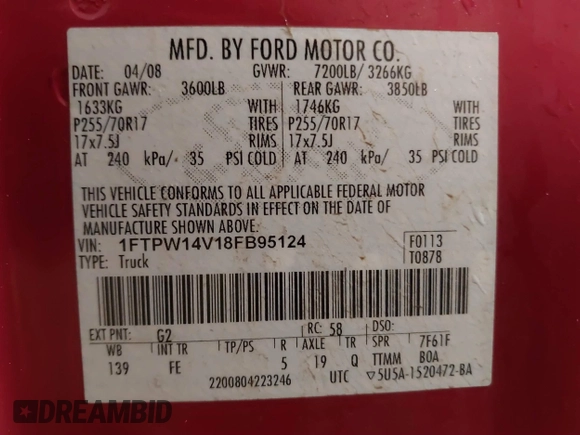 MFD. BY FORD MOTOR CO.
DATE: 04/08 GVWR: 7200LB/ 3266KG
FRONT GAWR: 3600LB REAR GAWR: 3850LB
1633KG WITH 1746KG WITH
P255/70R17 TIRES P255/70R17 TIRES
17x7.5J RIMS 17x7.5J RIMS
AT 240 kPa/ 35 PSI COLD AT 240 kPa/ 35 PSI COLD
THIS VEHICLE CONFORMS TO ALL APPLICABLE FEDERAL MOTOR
VEHICLE SAFETY STANDARDS IN EFFECT ON THE DATE OF
MANUFACTURE SHOWN ABOVE.
VIN: 1FTPW14V18FB95124 F0113
TYPE: Truck T0878
EXT PNT: G2 RC: 58 DSO:
WB INT TR TP/PS R AXLE TR SPR 7F61F
139 FE 5 19 Q TTMM BOA
2200804223246 UTC ▽5U5A-1520472-BA
DREAMBID